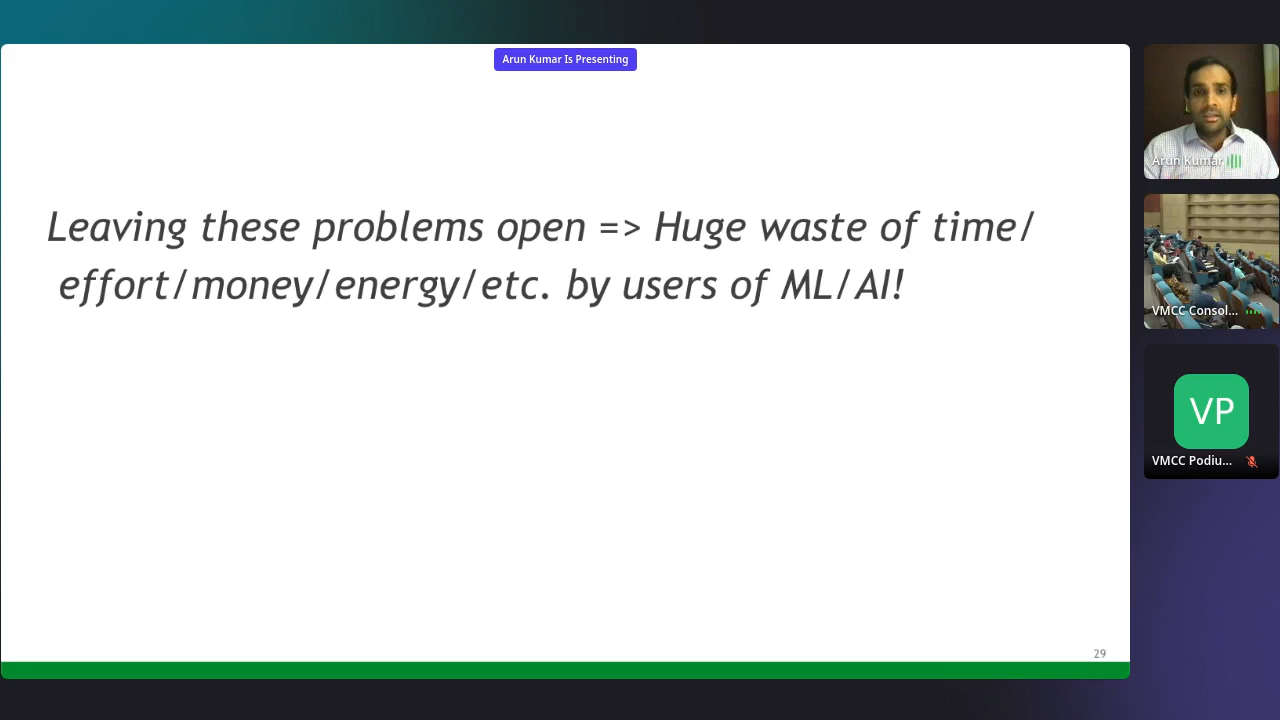 Arun Kumar Is Presenting
Leaving these problems open => Huge waste of time/
effort/money/energy/etc. by users of ML/AI!
29
Arun Kumar
VMCC Consol...
VP
VMCC Podiu...